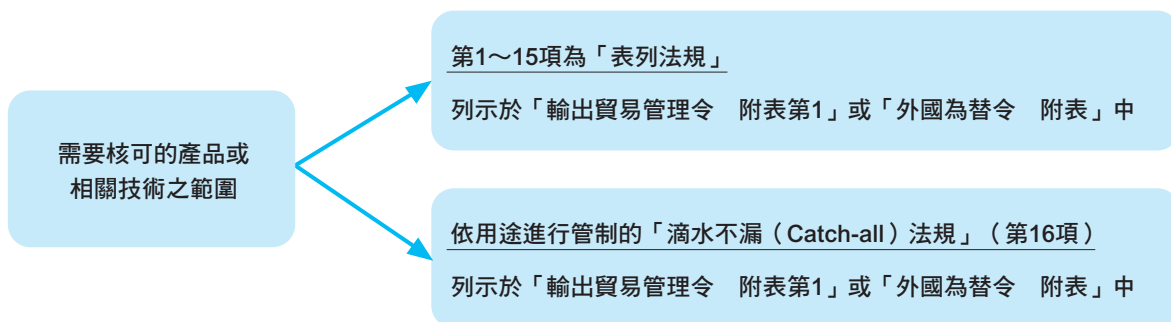 需要核可的產品或
相關技術之範圍
第1～15項為「表列法規」
列示於「輸出貿易管理令　附表第1」或「外國為替令　附表」中
依用途進行管制的「滴水不漏（Catch-all）法規」（第16項）
列示於「輸出貿易管理令　附表第1」或「外國為替令　附表」中